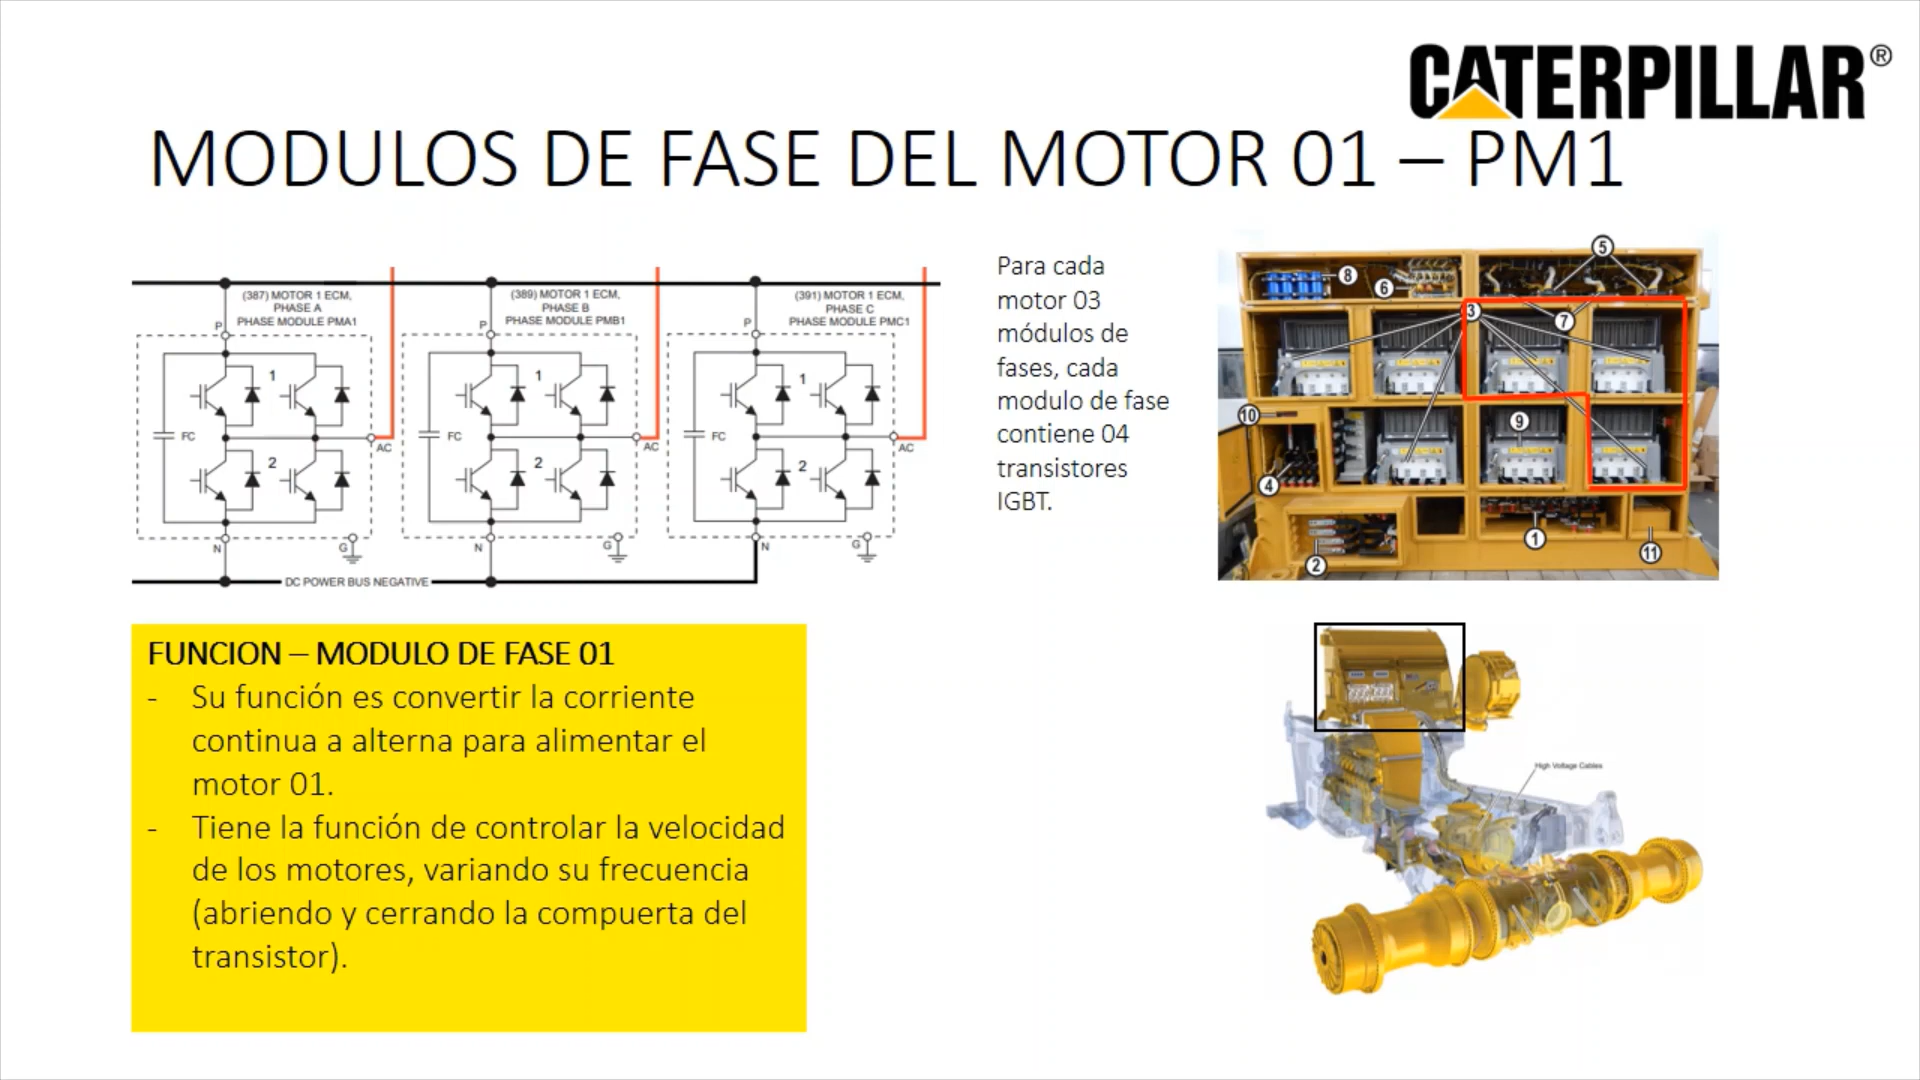 CATERPILLAR®
MODULOS DE FASE DEL MOTOR 01 – PM1
(387) MOTOR 1 ECM,
PHASE A
PHASE MODULE PMA1
P
1
FC
2
AC
N
G
(389) MOTOR 1 ECM,
PHASE B
PHASE MODULE PMB1
P
1
FC
2
AC
N
G
(391) MOTOR 1 ECM,
PHASE C
PHASE MODULE PMC1
P
1
FC
2
AC
N
G
DC POWER BUS NEGATIVE
Para cada
motor 03
módulos de
fases, cada
modulo de fase
contiene 04
transistores
IGBT.
5
8
6
3
7
10
9
4
1
11
2
FUNCION – MODULO DE FASE 01
- Su función es convertir la corriente
continua a alterna para alimentar el
motor 01.
- Tiene la función de controlar la velocidad
de los motores, variando su frecuencia
(abriendo y cerrando la compuerta del
transistor).
High Voltage Cables